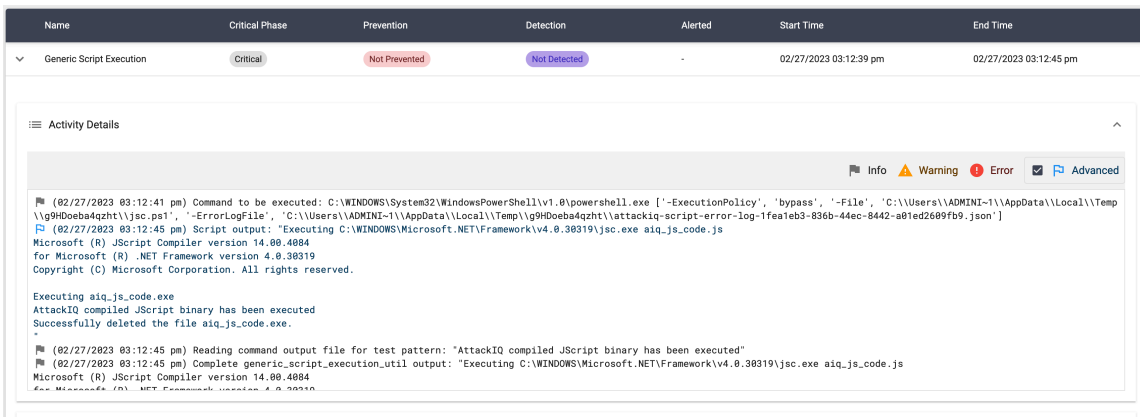 Name Critical Phase Prevention Detection Alerted Start Time End Time
Generic Script Execution Critical Not Prevented Not Detected - 02/27/2023 03:12:39 pm 02/27/2023 03:12:45 pm
Activity Details
Info Warning Error Advanced
(02/27/2023 03:12:41 pm) Command to be executed: C:\WINDOWS\System32\WindowsPowerShell\v1.0\powershell.exe ['-ExecutionPolicy', 'bypass', '-File', 'C:\\Users\\ADMINI~1\\AppData\\Local\\Temp
\\g9HDoeba4qzht\\jsc.ps1', '-ErrorLogFile', 'C:\\Users\\ADMINI~1\\AppData\\Local\\Temp\\g9HDoeba4qzht\\attackiq-script-error-log-1fea1eb3-836b-44ec-8442-a01ed2609fb9.json']
(02/27/2023 03:12:45 pm) Script output: "Executing C:\WINDOWS\Microsoft.NET\Framework\v4.0.30319\jsc.exe aiq_js_code.js
Microsoft (R) JScript Compiler version 14.00.4084
for Microsoft (R) .NET Framework version 4.0.30319
Copyright (C) Microsoft Corporation. All rights reserved.
Executing aiq_js_code.exe
AttackIQ compiled JScript binary has been executed
Successfully deleted the file aiq_js_code.exe.
"
(02/27/2023 03:12:45 pm) Reading command output file for test pattern: "AttackIQ compiled JScript binary has been executed"
(02/27/2023 03:12:45 pm) Complete generic_script_execution_util output: "Executing C:\WINDOWS\Microsoft.NET\Framework\v4.0.30319\jsc.exe aiq_js_code.js
Microsoft (R) JScript Compiler version 14.00.4084
for Microsoft (R) .NET Framework version 4.0.30319